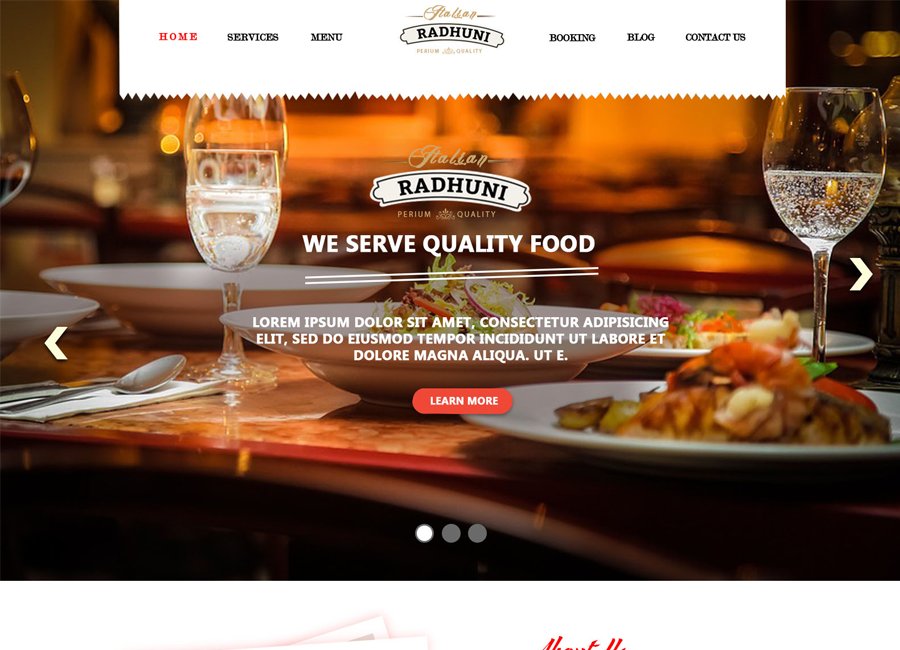 HOME SERVICES MENU
Italian
RADHUNI
PERIUM QUALITY
BOOKING BLOG CONTACT US
Italian
RADHUNI
PERIUM QUALITY
WE SERVE QUALITY FOOD
LOREM IPSUM DOLOR SIT AMET, CONSECTETUR ADIPISICING
ELIT, SED DO EIUSMOD TEMPOR INCIDIDUNT UT LABORE ET
DOLORE MAGNA ALIQUA. UT E.
LEARN MORE
About Us